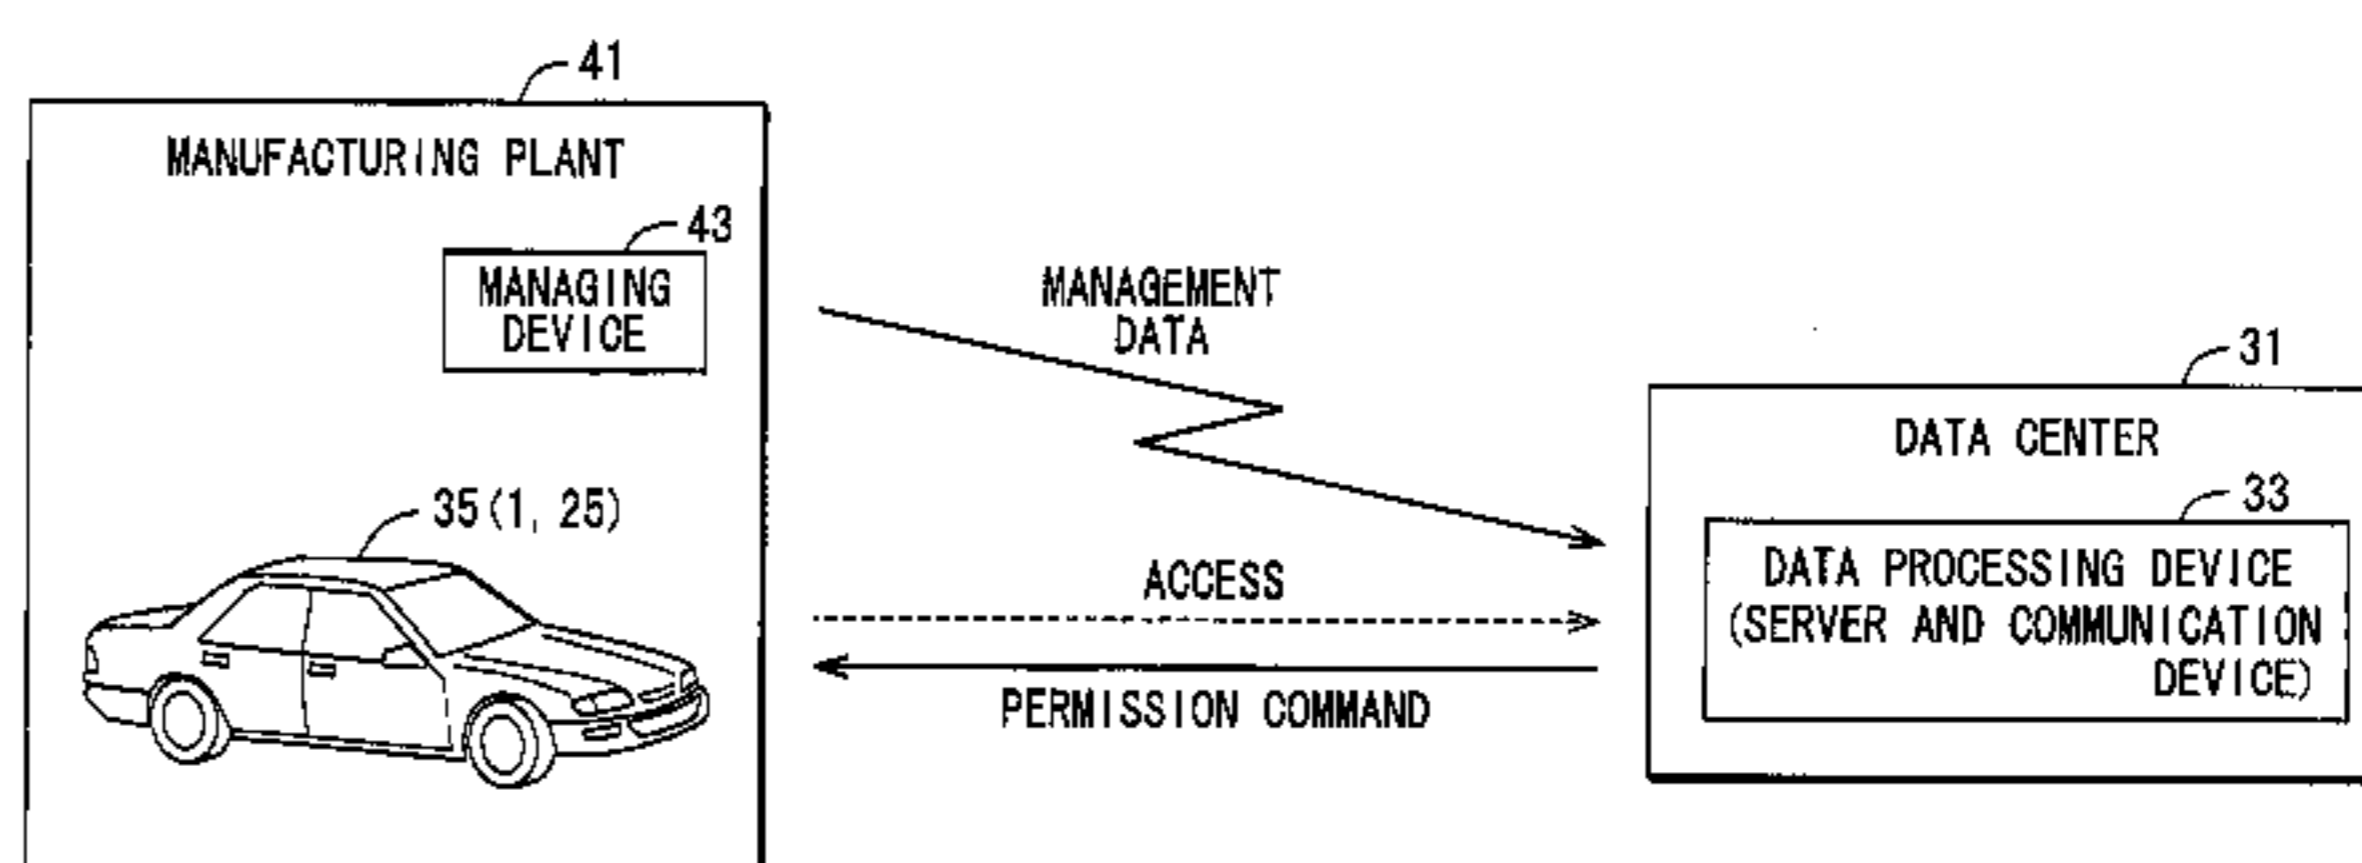 41
MANUFACTURING PLANT
43
MANAGING
DEVICE
MANAGEMENT
DATA
31
DATA CENTER
33
35(1, 25)
DATA PROCESSING DEVICE
(SERVER AND COMMUNICATION
DEVICE)
ACCESS
PERMISSION COMMAND